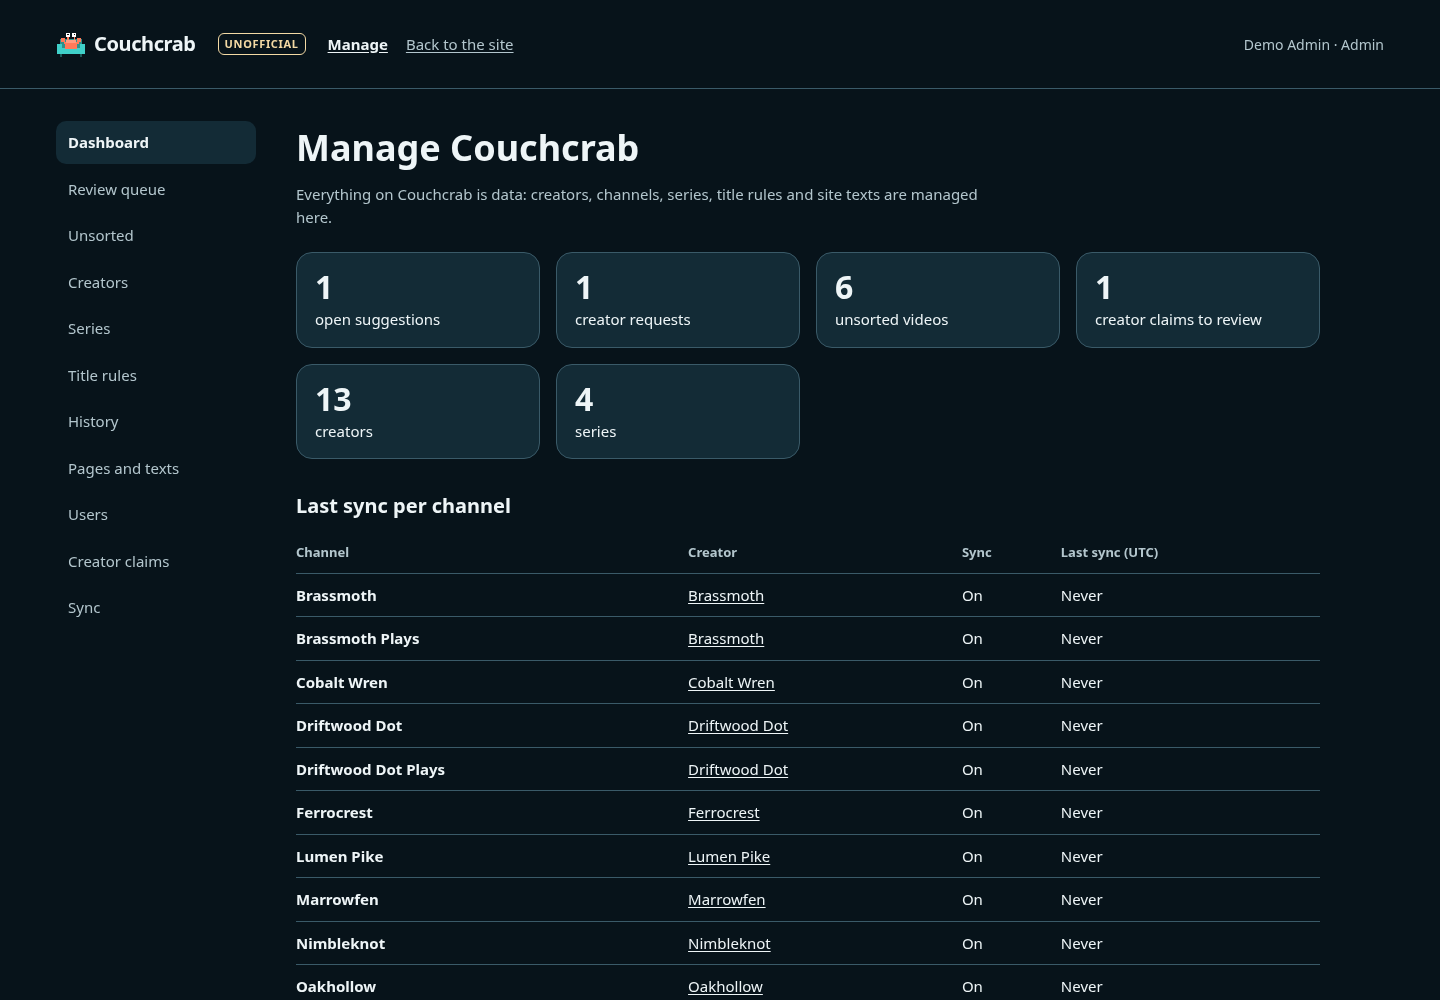 Couchcrab
UNOFFICIAL
Manage
Back to the site
Demo Admin · Admin
Dashboard
Review queue
Unsorted
Creators
Series
Title rules
History
Pages and texts
Users
Creator claims
Sync
Manage Couchcrab
Everything on Couchcrab is data: creators, channels, series, title rules and site texts are managed
here.
1
open suggestions
1
creator requests
6
unsorted videos
1
creator claims to review
13
creators
4
series
Last sync per channel
Channel Creator Sync Last sync (UTC)
Brassmoth Brassmoth On Never
Brassmoth Plays Brassmoth On Never
Cobalt Wren Cobalt Wren On Never
Driftwood Dot Driftwood Dot On Never
Driftwood Dot Plays Driftwood Dot On Never
Ferrocrest Ferrocrest On Never
Lumen Pike Lumen Pike On Never
Marrowfen Marrowfen On Never
Nimbleknot Nimbleknot On Never
Oakhollow Oakhollow On Never